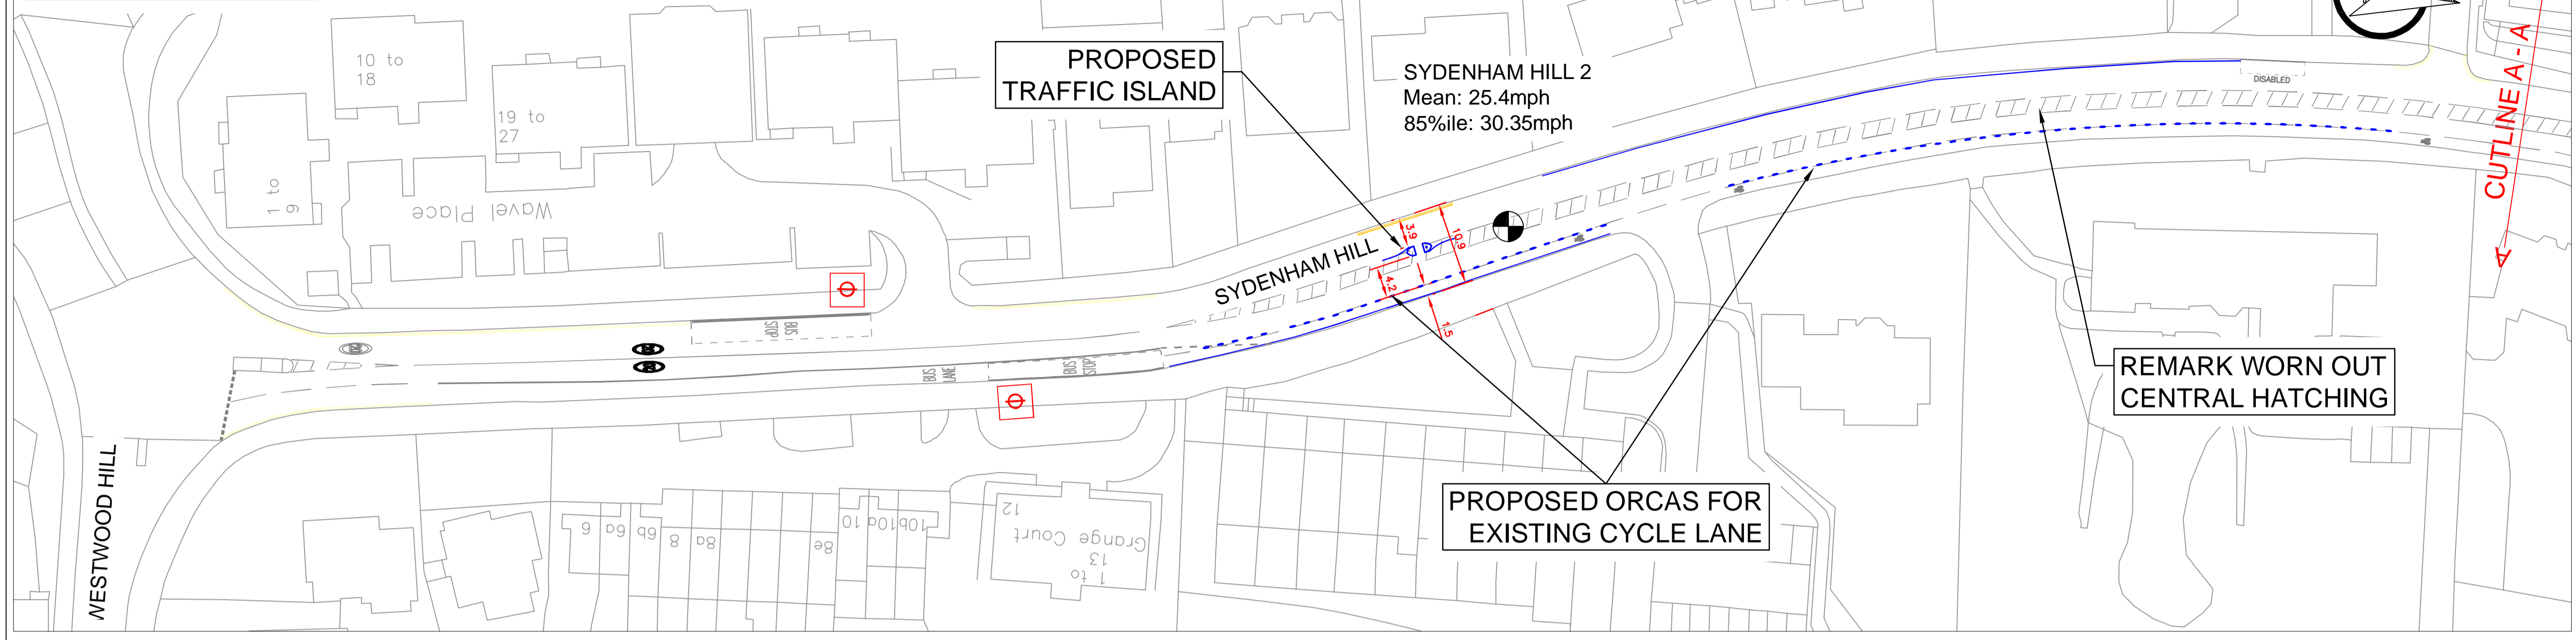 10 to
18
19 to
27
1 to
9
Wavel Place
PROPOSED
TRAFFIC ISLAND
SYDENHAM HILL 2
Mean: 25.4mph
85%ile: 30.35mph
DISABLED
CUTLINE A - A
A
SYDENHAM HILL
3.9
10.9
4.2
1.5
BUS
STOP
BUS
LANE
BUS
STOP
20
20
20
REMARK WORN OUT
CENTRAL HATCHING
PROPOSED ORCAS FOR
EXISTING CYCLE LANE
WESTWOOD HILL
6
6a
6b
8
8a
8e
10
10a
10b
12
Grange Court
1 to
13